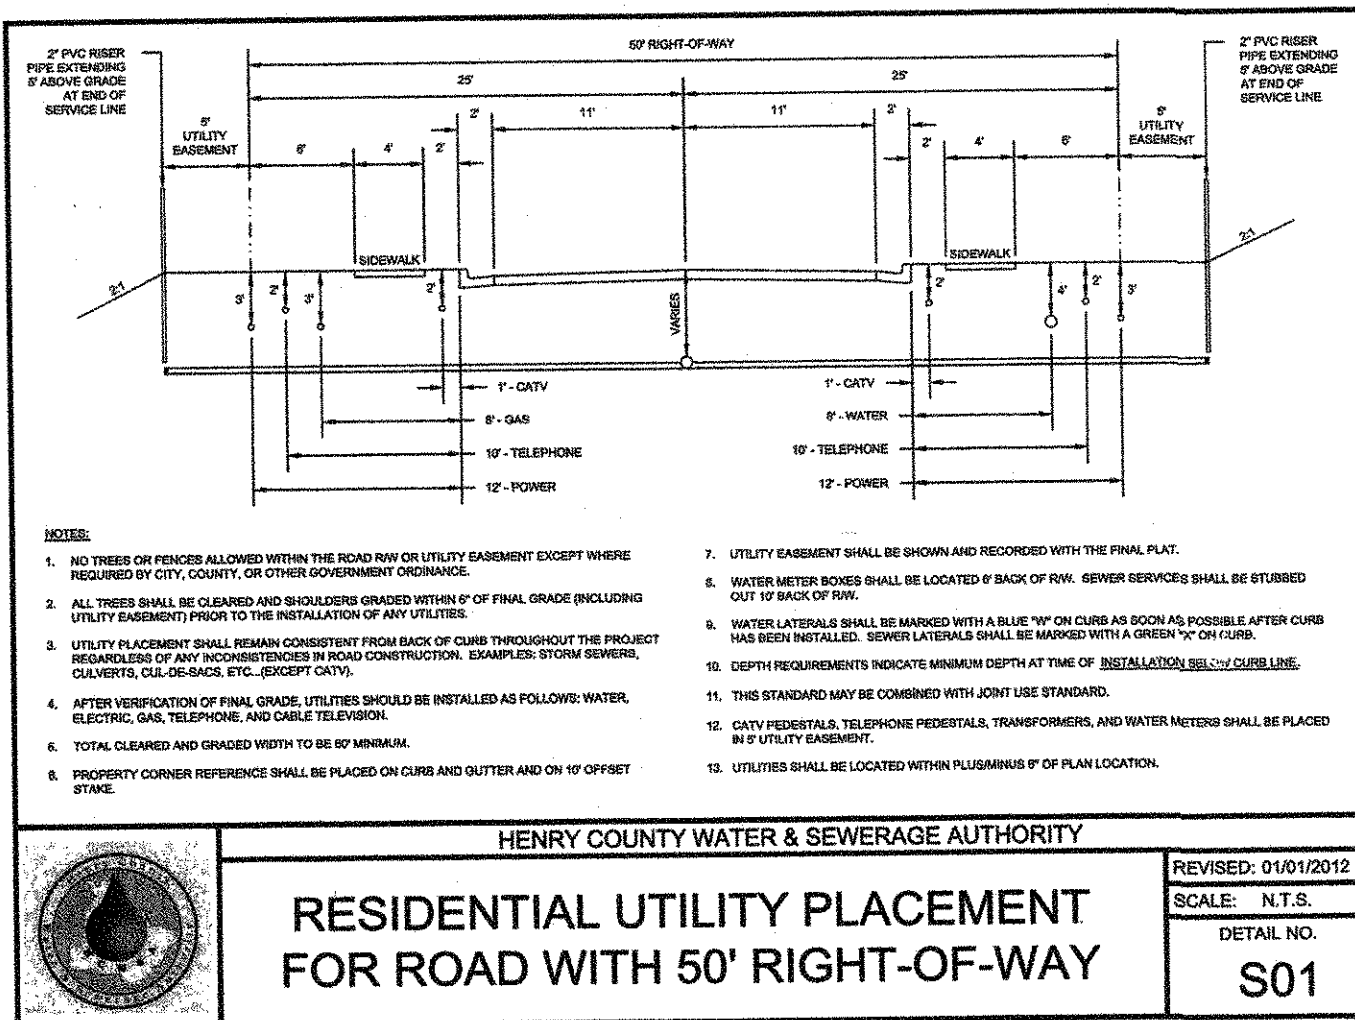 50' RIGHT-OF-WAY
2" PVC RISER
PIPE EXTENDING
5' ABOVE GRADE
AT END OF
SERVICE LINE
2" PVC RISER
PIPE EXTENDING
5' ABOVE GRADE
AT END OF
SERVICE LINE
25'
25'
2'
11'
11'
2'
5'
UTILITY
EASEMENT
6'
4'
2'
2'
4'
6'
5'
UTILITY
EASEMENT
SIDEWALK
SIDEWALK
2:1
2:1
3'
2'
3'
2'
VARIES
2'
4'
2'
3'
1' - CATV
8' - GAS
10' - TELEPHONE
12' - POWER
1' - CATV
8' - WATER
10' - TELEPHONE
12' - POWER
NOTES:
1. NO TREES OR FENCES ALLOWED WITHIN THE ROAD R/W OR UTILITY EASEMENT EXCEPT WHERE
REQUIRED BY CITY, COUNTY, OR OTHER GOVERNMENT ORDINANCE.
2. ALL TREES SHALL BE CLEARED AND SHOULDERS GRADED WITHIN 6" OF FINAL GRADE (INCLUDING
UTILITY EASEMENT) PRIOR TO THE INSTALLATION OF ANY UTILITIES.
3. UTILITY PLACEMENT SHALL REMAIN CONSISTENT FROM BACK OF CURB THROUGHOUT THE PROJECT
REGARDLESS OF ANY INCONSISTENCIES IN ROAD CONSTRUCTION. EXAMPLES: STORM SEWERS,
CULVERTS, CUL-DE-SACS, ETC...(EXCEPT CATV).
4. AFTER VERIFICATION OF FINAL GRADE, UTILITIES SHOULD BE INSTALLED AS FOLLOWS: WATER,
ELECTRIC, GAS, TELEPHONE, AND CABLE TELEVISION.
5. TOTAL CLEARED AND GRADED WIDTH TO BE 60' MINIMUM.
6. PROPERTY CORNER REFERENCE SHALL BE PLACED ON CURB AND GUTTER AND ON 10' OFFSET
STAKE.
7. UTILITY EASEMENT SHALL BE SHOWN AND RECORDED WITH THE FINAL PLAT.
8. WATER METER BOXES SHALL BE LOCATED 6' BACK OF R/W. SEWER SERVICES SHALL BE STUBBED
OUT 10' BACK OF R/W.
9. WATER LATERALS SHALL BE MARKED WITH A BLUE "W" ON CURB AS SOON AS POSSIBLE AFTER CURB
HAS BEEN INSTALLED. SEWER LATERALS SHALL BE MARKED WITH A GREEN "X" ON CURB.
10. DEPTH REQUIREMENTS INDICATE MINIMUM DEPTH AT TIME OF INSTALLATION BELOW CURB LINE.
11. THIS STANDARD MAY BE COMBINED WITH JOINT USE STANDARD.
12. CATV PEDESTALS, TELEPHONE PEDESTALS, TRANSFORMERS, AND WATER METERS SHALL BE PLACED
IN 5' UTILITY EASEMENT.
13. UTILITIES SHALL BE LOCATED WITHIN PLUS/MINUS 6" OF PLAN LOCATION.
HENRY COUNTY WATER & SEWERAGE AUTHORITY
RESIDENTIAL UTILITY PLACEMENT
FOR ROAD WITH 50' RIGHT-OF-WAY
REVISED: 01/01/2012
SCALE: N.T.S.
DETAIL NO.
S01